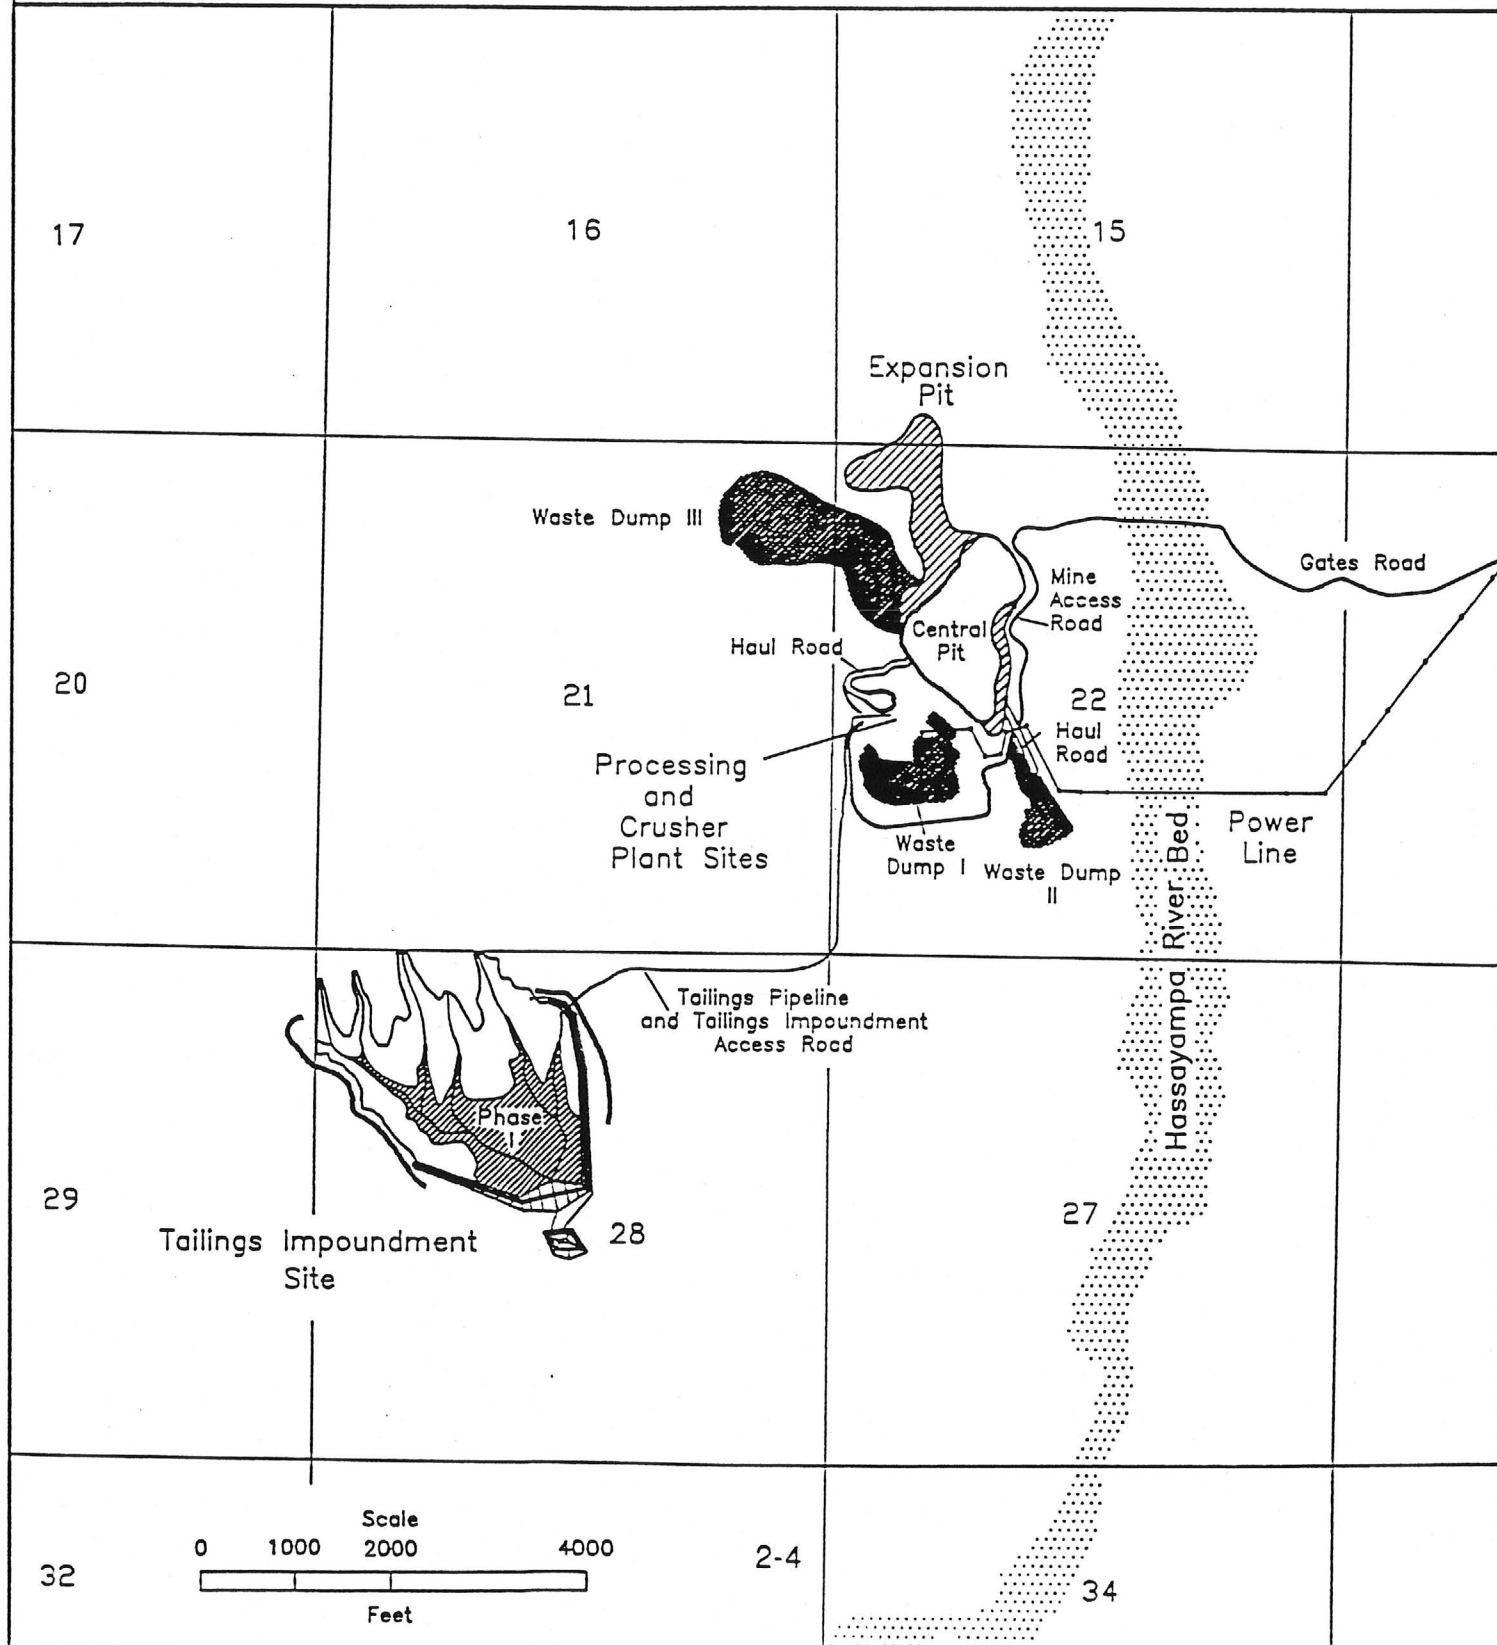 17
16
15
Expansion
Pit
Waste Dump III
Gates Road
Mine
Access
Road
Central
Pit
Haul Road
20
21
22
Haul
Road
Processing
and
Crusher
Plant Sites
Power
Line
Waste
Dump I
Waste Dump
II
Hassayampa River Bed
Tailings Pipeline
and Tailings Impoundment
Access Road
Phase
I
29
28
27
Tailings Impoundment
Site
Scale
0 1000 2000 4000
Feet
32
2-4
34